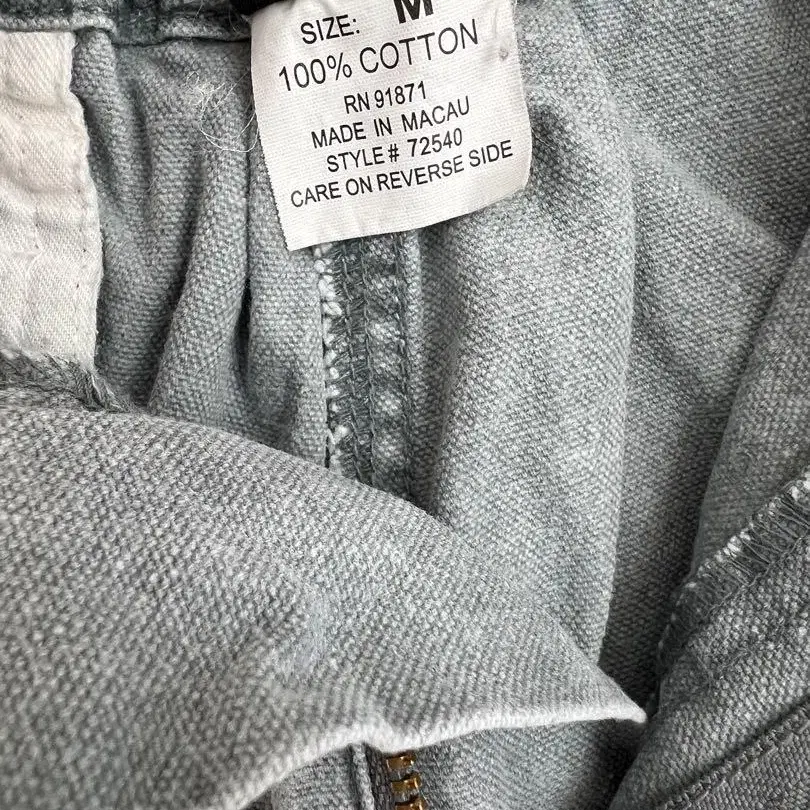 SIZE: M
100% COTTON
RN 91871
MADE IN MACAU
STYLE# 72540
CARE ON REVERSE SIDE